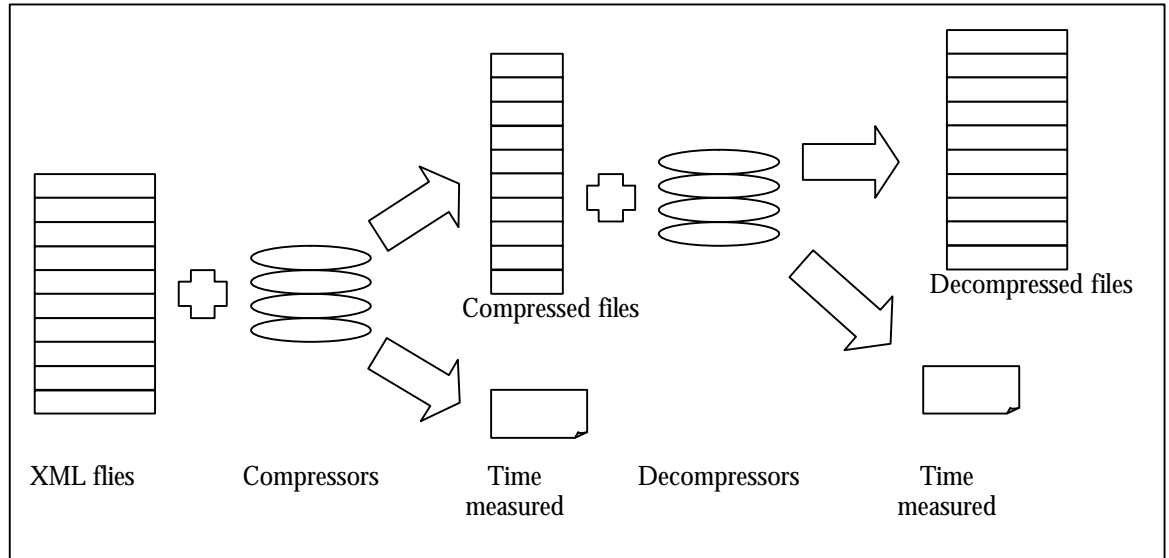 Compressed files
Decompressed files
XML flies
Compressors
Time
measured
Decompressors
Time
measured